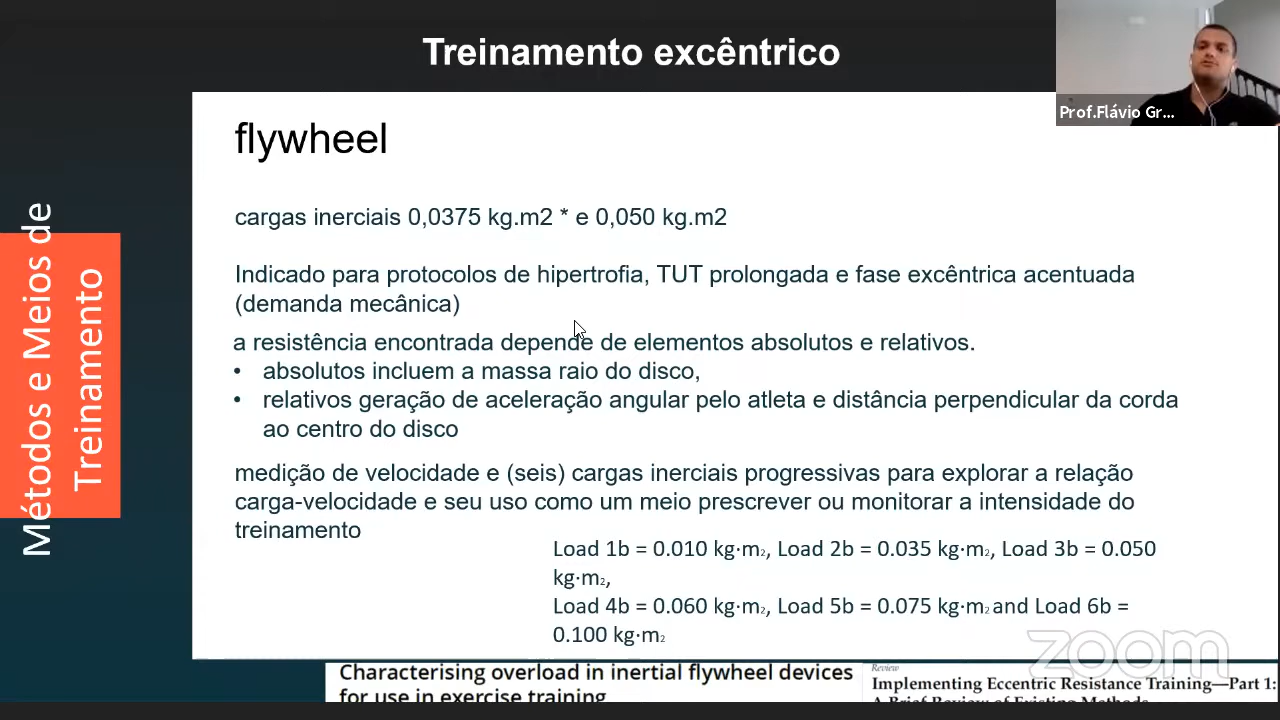 Treinamento excêntrico
Prof.Flávio Gr...
Métodos e Meios de
Treinamento
flywheel
cargas inerciais 0,0375 kg.m2 * e 0,050 kg.m2
Indicado para protocolos de hipertrofia, TUT prolongada e fase excêntrica acentuada
(demanda mecânica)
a resistência encontrada depende de elementos absolutos e relativos.
• absolutos incluem a massa raio do disco,
• relativos geração de aceleração angular pelo atleta e distância perpendicular da corda
ao centro do disco
medição de velocidade e (seis) cargas inerciais progressivas para explorar a relação
carga-velocidade e seu uso como um meio prescrever ou monitorar a intensidade do
treinamento
Load 1b = 0.010 kg·m₂, Load 2b = 0.035 kg·m₂, Load 3b = 0.050
kg·m₂,
Load 4b = 0.060 kg·m₂, Load 5b = 0.075 kg·m₂ and Load 6b =
0.100 kg·m₂
zoom
Characterising overload in inertial flywheel devices
for use in exercise training
Review
Implementing Eccentric Resistance Training—Part 1:
A Brief Review of Existing Methods